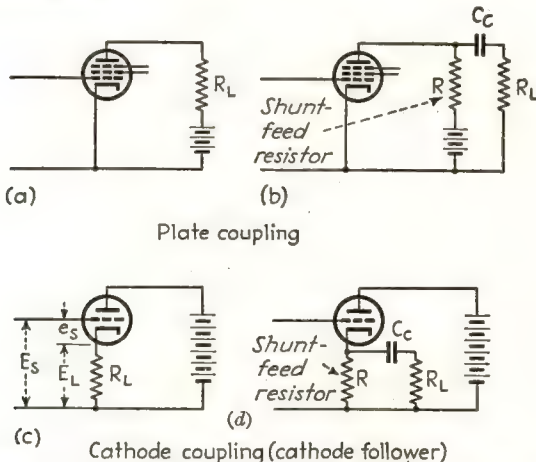 C_C
R_L
R
R_L
Shunt-
feed
resistor
(a)
(b)
Plate coupling
e_S
E_S
E_L
R_L
C_C
Shunt-
feed
resistor
R
R_L
(c)
(d)
Cathode coupling (cathode follower)